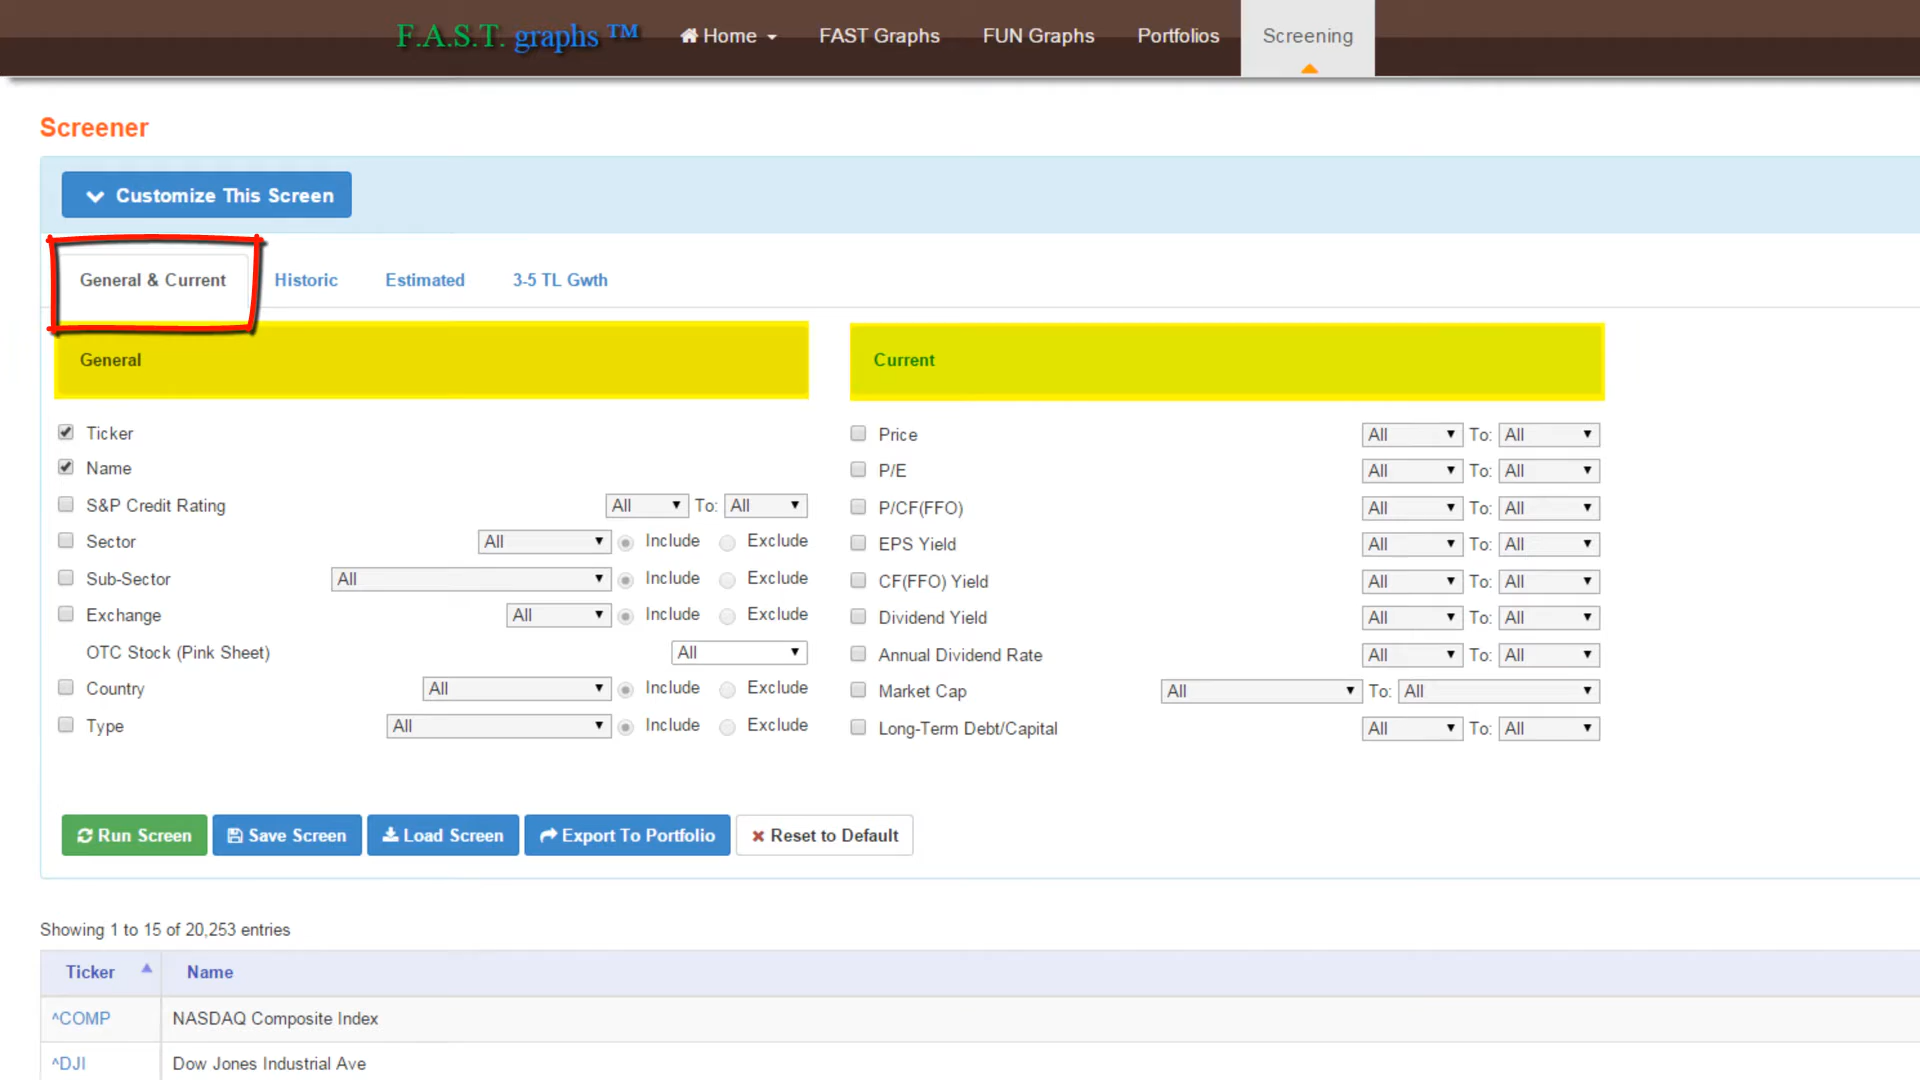 F.A.S.T. graphs ™ Home FAST Graphs FUN Graphs Portfolios Screening
Screener
Customize This Screen
General & Current Historic Estimated 3-5 TL Gwth
General
Ticker
Name
S&P Credit Rating All To: All
Sector All Include Exclude
Sub-Sector All Include Exclude
Exchange All Include Exclude
OTC Stock (Pink Sheet) All
Country All Include Exclude
Type All Include Exclude
Current
Price All To: All
P/E All To: All
P/CF(FFO) All To: All
EPS Yield All To: All
CF(FFO) Yield All To: All
Dividend Yield All To: All
Annual Dividend Rate All To: All
Market Cap All To: All
Long-Term Debt/Capital All To: All
Run Screen Save Screen Load Screen Export To Portfolio Reset to Default
Showing 1 to 15 of 20,253 entries
Ticker Name
^COMP NASDAQ Composite Index
^DJI Dow Jones Industrial Ave